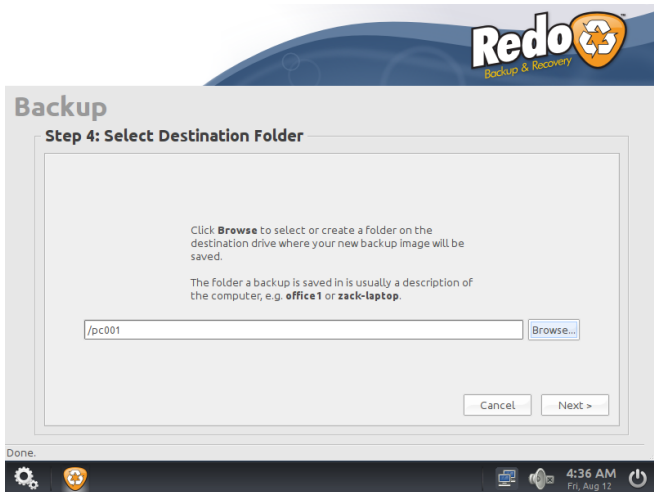 Redo
Backup & Recovery
Backup
Step 4: Select Destination Folder
Click Browse to select or create a folder on the
destination drive where your new backup image will be
saved.
The folder a backup is saved in is usually a description of
the computer, e.g. office1 or zack-laptop.
/pc001
Browse...
Cancel
Next >
Done.
4:36 AM
Fri, Aug 12